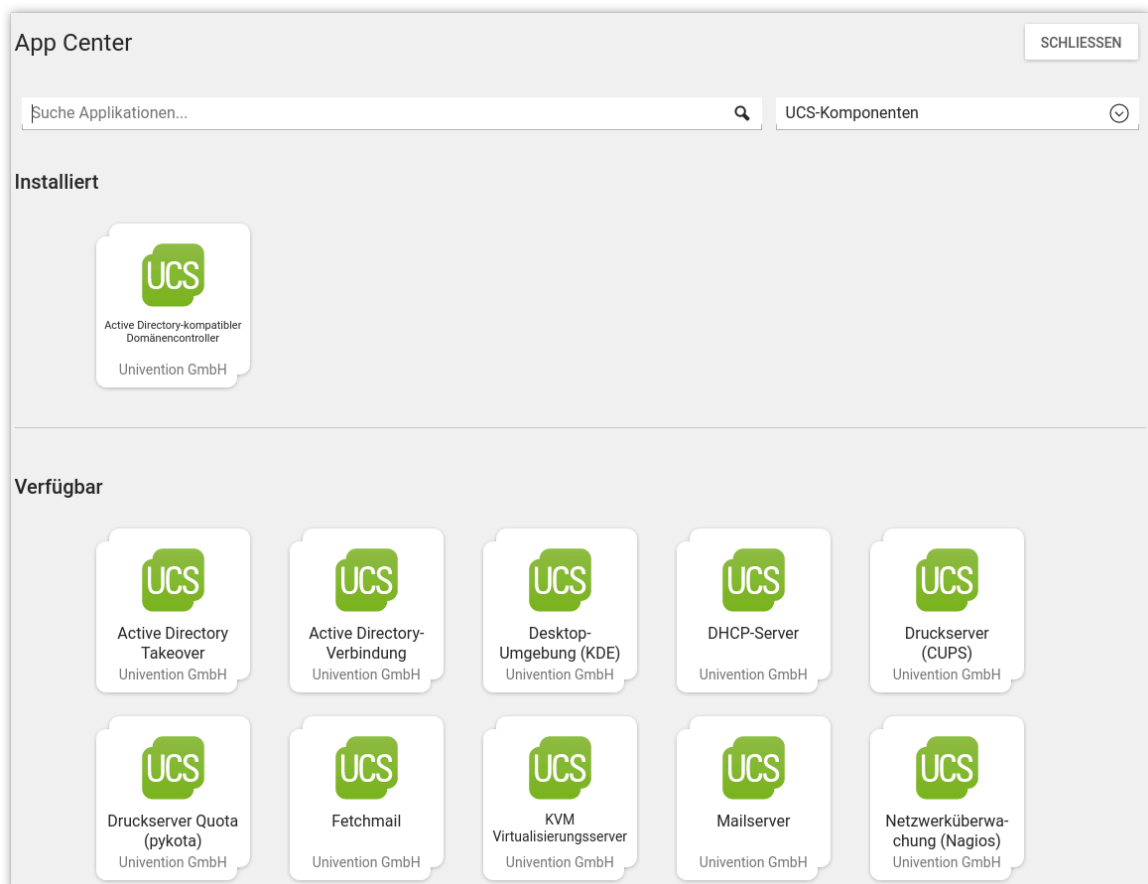 App Center
SCHLIESSEN
Suche Applikationen...
UCS-Komponenten
Installiert
UCS
Active Directory-kompatibler
Domänencontroller
Univention GmbH
Verfügbar
UCS
Active Directory
Takeover
Univention GmbH
UCS
Active Directory-
Verbindung
Univention GmbH
UCS
Desktop-
Umgebung (KDE)
Univention GmbH
UCS
DHCP-Server
Univention GmbH
UCS
Druckserver
(CUPS)
Univention GmbH
UCS
Druckserver Quota
(pykota)
Univention GmbH
UCS
Fetchmail
Univention GmbH
UCS
KVM
Virtualisierungsserver
Univention GmbH
UCS
Mailserver
Univention GmbH
UCS
Netzwerküberwa-
chung (Nagios)
Univention GmbH